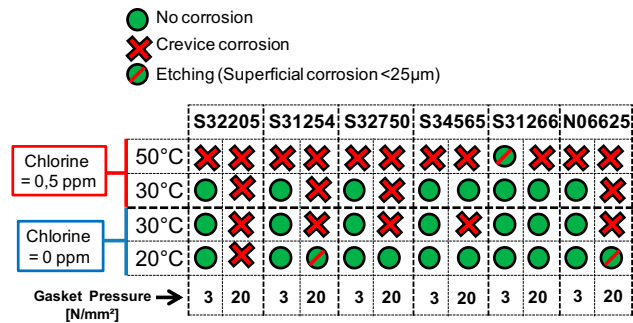 No corrosion
Crevice corrosion
Etching (Superficial corrosion <25µm)
S32205 S31254 S32750 S34565 S31266 N06625
Chlorine
= 0,5 ppm
50°C
30°C
Chlorine
= 0 ppm
30°C
20°C
Gasket Pressure
[N/mm²]
3 20 3 20 3 20 3 20 3 20 3 20